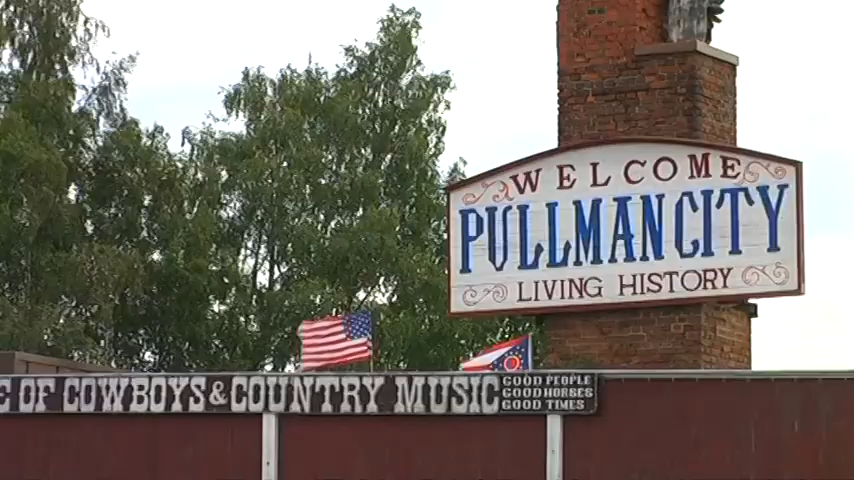 WELCOME
PULLMAN CITY
LIVING HISTORY
E OF COWBOYS & COUNTRY MUSIC
GOOD PEOPLE
GOOD HORSES
GOOD TIMES